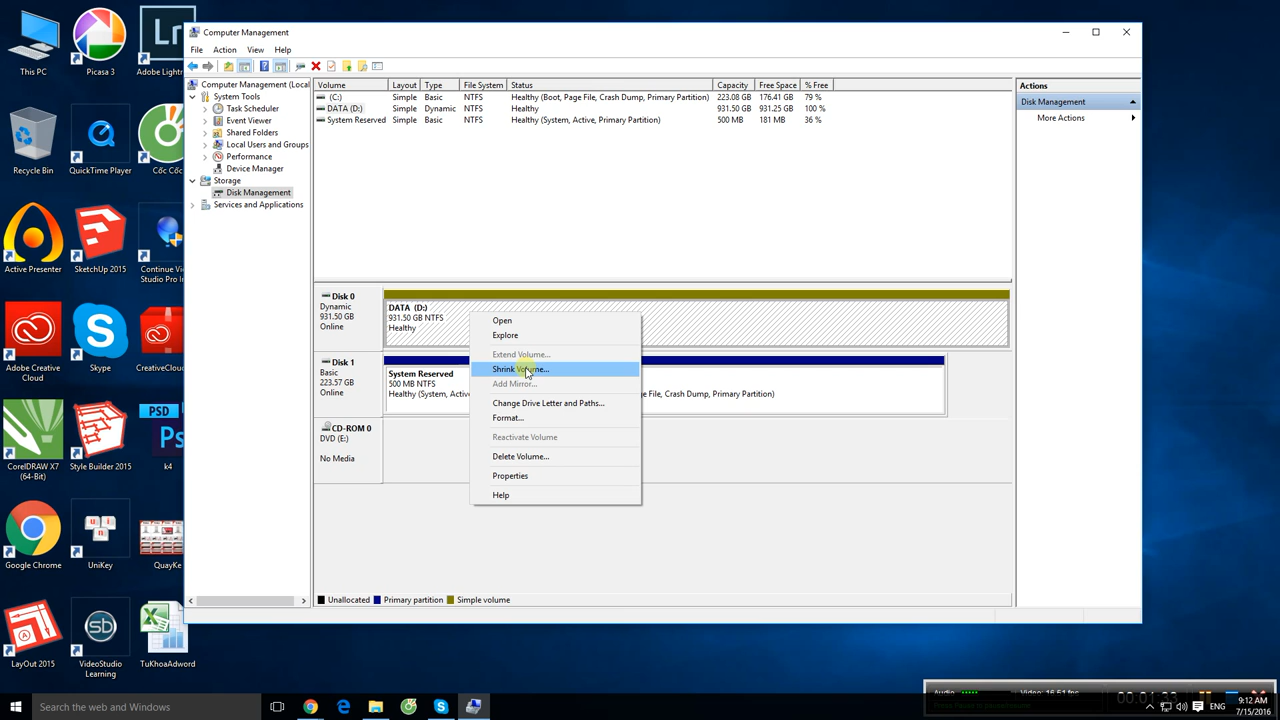 This PC
Picasa 3
Adobe Lightr
Recycle Bin
QuickTime Player
Cốc Cốc
Active Presenter
SketchUp 2015
Continue Vi
Studio Pro In
Adobe Creative
Cloud
Skype
CreativeCloud
CorelDRAW X7
(64-Bit)
Style Builder 2015
PSD
k4
Google Chrome
UniKey
QuayKe
LayOut 2015
VideoStudio
Learning
TuKhoaAdword
Computer Management
File Action View Help
Computer Management (Local
System Tools
Task Scheduler
Event Viewer
Shared Folders
Local Users and Groups
Performance
Device Manager
Storage
Disk Management
Services and Applications
Volume Layout Type File System Status Capacity Free Space % Free
(C:) Simple Basic NTFS Healthy (Boot, Page File, Crash Dump, Primary Partition) 223.08 GB 176.41 GB 79 %
DATA (D:) Simple Dynamic NTFS Healthy 931.50 GB 931.25 GB 100 %
System Reserved Simple Basic NTFS Healthy (System, Active, Primary Partition) 500 MB 181 MB 36 %
Disk 0
Dynamic
931.50 GB
Online
DATA (D:)
931.50 GB NTFS
Healthy
Disk 1
Basic
223.57 GB
Online
System Reserved
500 MB NTFS
Healthy (System, Active
e File, Crash Dump, Primary Partition)
CD-ROM 0
DVD (E:)
No Media
Open
Explore
Extend Volume...
Shrink Volume...
Add Mirror...
Change Drive Letter and Paths...
Format...
Reactivate Volume
Delete Volume...
Properties
Help
Unallocated Primary partition Simple volume
Actions
Disk Management
More Actions
Search the web and Windows
ENG
9:12 AM
7/15/2016